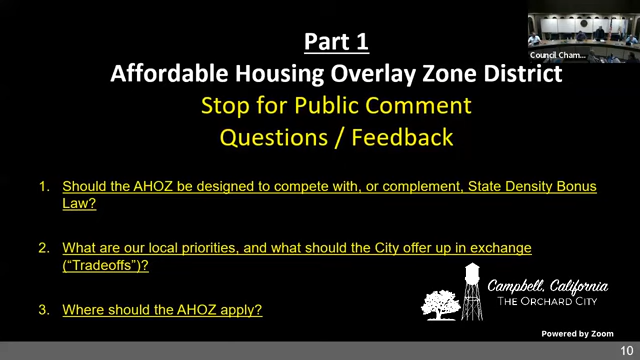 Part 1
Affordable Housing Overlay Zone District
Stop for Public Comment
Questions / Feedback
1. Should the AHOZ be designed to compete with, or complement, State Density Bonus
Law?
2. What are our local priorities, and what should the City offer up in exchange
("Tradeoffs")?
3. Where should the AHOZ apply?
Campbell, California
THE ORCHARD CITY
Council Cham...
Powered by Zoom
10